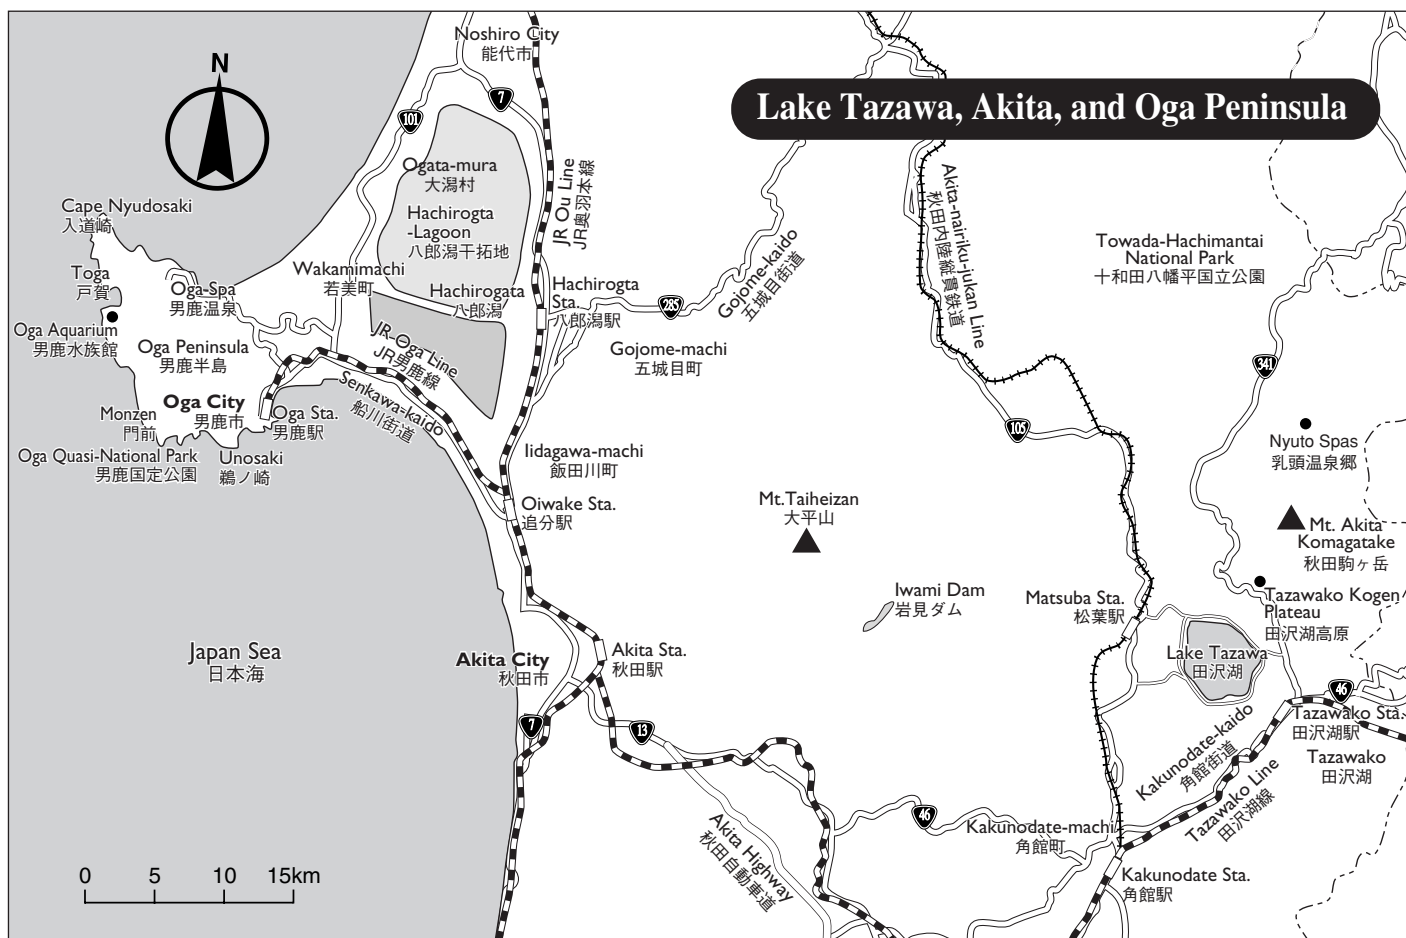 Lake Tazawa, Akita, and Oga Peninsula
N
Noshiro City
能代市
7
101
Ogata-mura
大潟村
Hachirogta
-Lagoon
八郎潟干拓地
JR Ou Line
JR奥羽本線
Akita-nairiku-jukan Line
秋田内陸縦貫鉄道
Cape Nyudosaki
入道崎
Toga
戸賀
Oga-Spa
男鹿温泉
Wakamimachi
若美町
Hachirogata
八郎潟
Hachirogta
Sta.
八郎潟駅
285
Gojome-kaido
五城目街道
Towada-Hachimantai
National Park
十和田八幡平国立公園
Oga Aquarium
男鹿水族館
Oga Peninsula
男鹿半島
JR-Oga Line
JR男鹿線
Gojome-machi
五城目町
341
Oga City
男鹿市
Oga Sta.
男鹿駅
Senkawa-kaido
船川街道
Monzen
門前
105
Nyuto Spas
乳頭温泉郷
Oga Quasi-National Park
男鹿国定公園
Unosaki
鵜ノ崎
Iidagawa-machi
飯田川町
Oiwake Sta.
追分駅
Mt.Taiheizan
大平山
Mt. Akita
Komagatake
秋田駒ヶ岳
Iwami Dam
岩見ダム
Matsuba Sta.
松葉駅
Tazawako Kogen
Plateau
田沢湖高原
Japan Sea
日本海
Akita City
秋田市
Akita Sta.
秋田駅
Lake Tazawa
田沢湖
46
7
13
Tazawako Sta.
田沢湖駅
Kakunodate-kaido
角館街道
Tazawako
田沢湖
Tazawako Line
田沢湖線
46
Kakunodate-machi
角館町
Akita Highway
秋田自動車道
Kakunodate Sta.
角館駅
0 5 10 15km